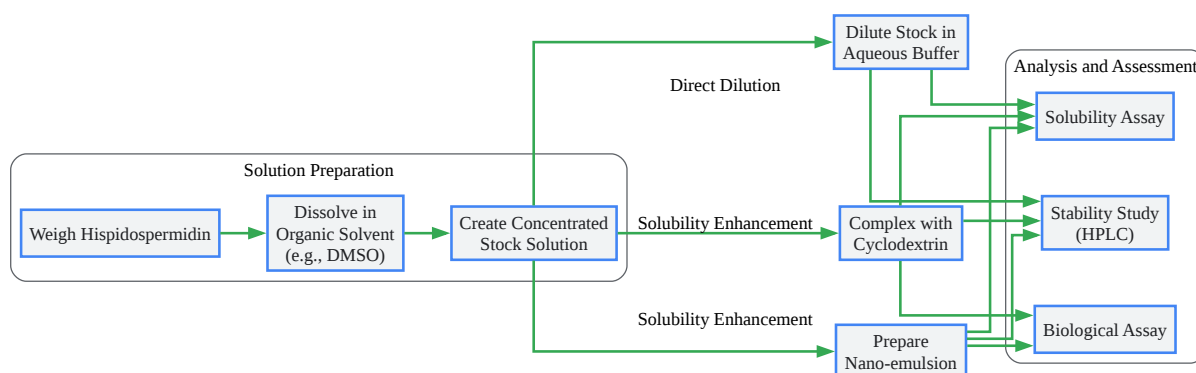 Solution Preparation
Weigh Hispidospermidin
Dissolve in
Organic Solvent
(e.g., DMSO)
Create Concentrated
Stock Solution
Direct Dilution
Solubility Enhancement
Solubility Enhancement
Dilute Stock in
Aqueous Buffer
Complex with
Cyclodextrin
Prepare
Nano-emulsion
Analysis and Assessment
Solubility Assay
Stability Study
(HPLC)
Biological Assay